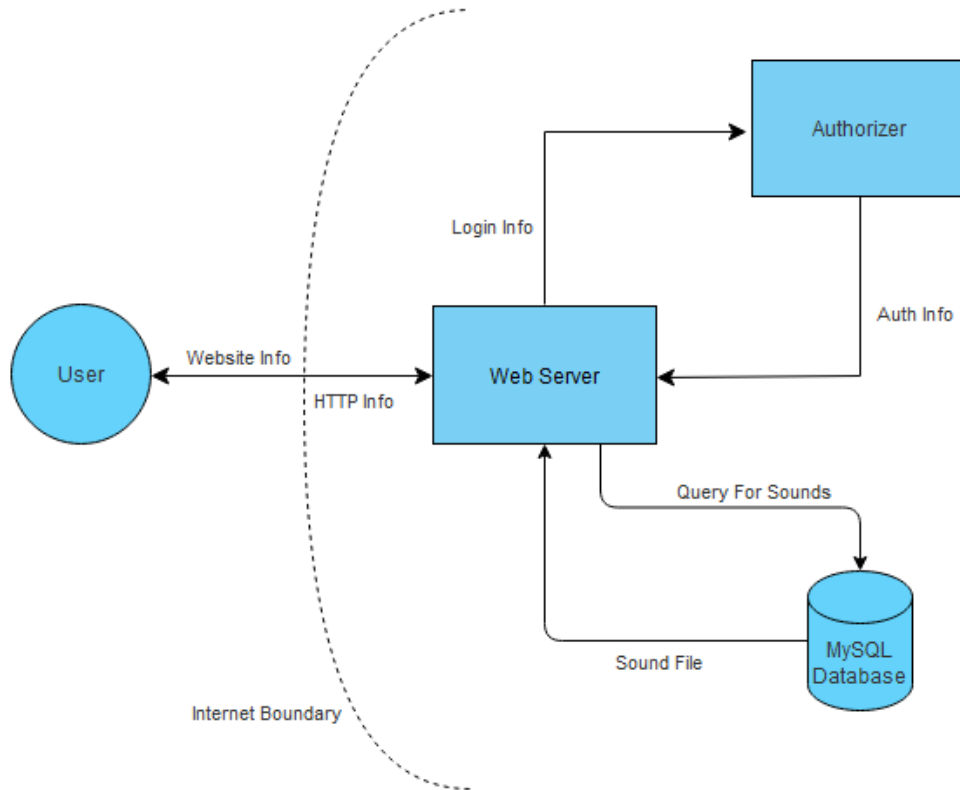 Authorizer
Login Info
Auth Info
Website Info
User
Web Server
HTTP Info
Query For Sounds
MySQL
Database
Sound File
Internet Boundary